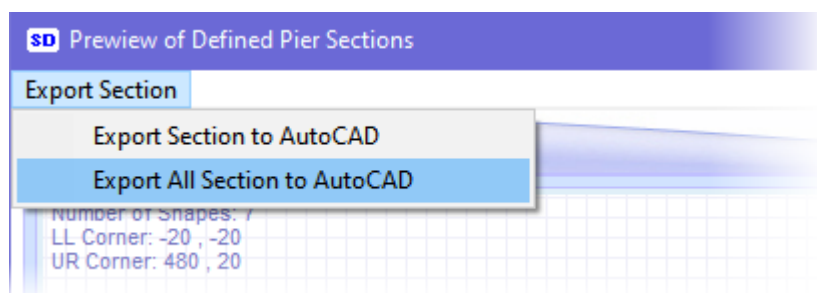 SD Prewiew of Defined Pier Sections
Export Section
Export Section to AutoCAD
Export All Section to AutoCAD
Number of Shapes: 7
LL Corner: -20 , -20
UR Corner: 480 , 20